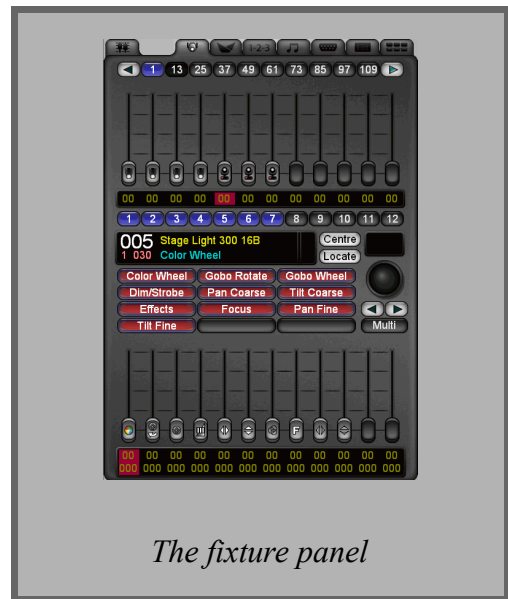 1-2-3
1 13 25 37 49 61 73 85 97 109
00 00 00 00 00 00 00 00 00 00 00 00
1 2 3 4 5 6 7 8 9 10 11 12
005 Stage Light 300 16B Centre
1 030 Color Wheel Locate
Color Wheel Gobo Rotate Gobo Wheel
Dim/Strobe Pan Coarse Tilt Coarse
Effects Focus Pan Fine
Tilt Fine Multi
F
00 00 00 00 00 00 00 00 00 00 00 00
000 000 000 000 000 000 000 000 000 000 000 000
The fixture panel